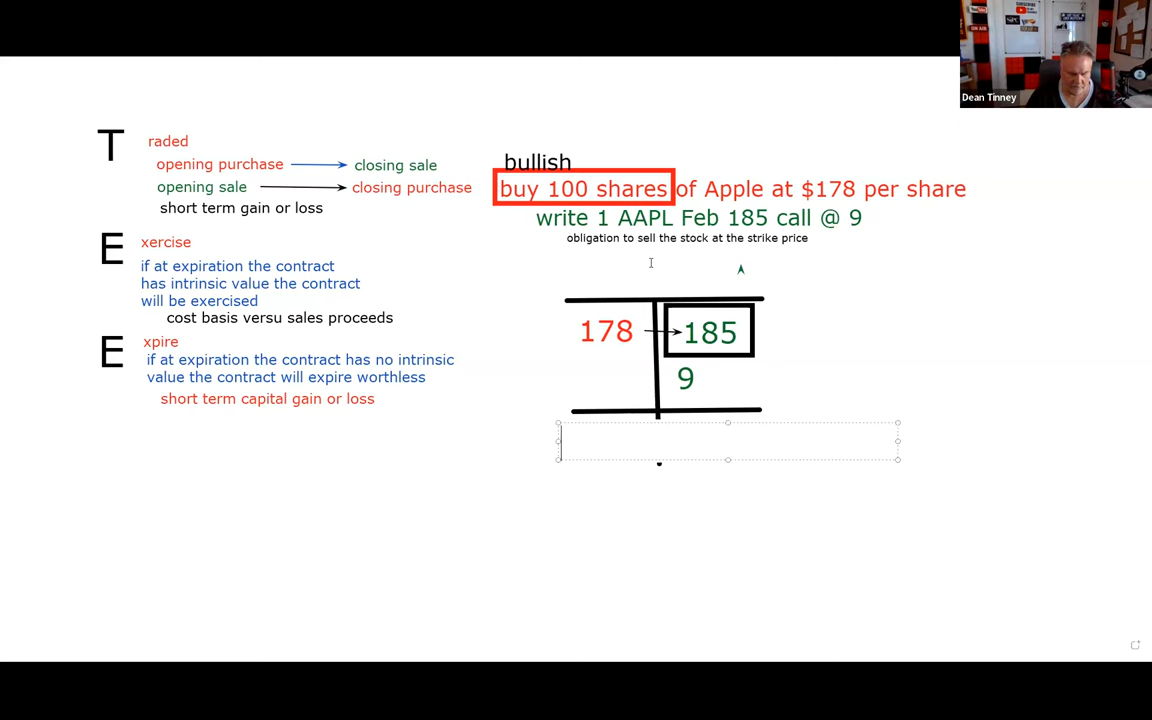 Dean Tinney
T raded
opening purchase closing sale
opening sale closing purchase
short term gain or loss
E xercise
if at expiration the contract
has intrinsic value the contract
will be exercised
cost basis versu sales proceeds
E xpire
if at expiration the contract has no intrinsic
value the contract will expire worthless
short term capital gain or loss
bullish
buy 100 shares of Apple at $178 per share
write 1 AAPL Feb 185 call @ 9
obligation to sell the stock at the strike price
178 185
9